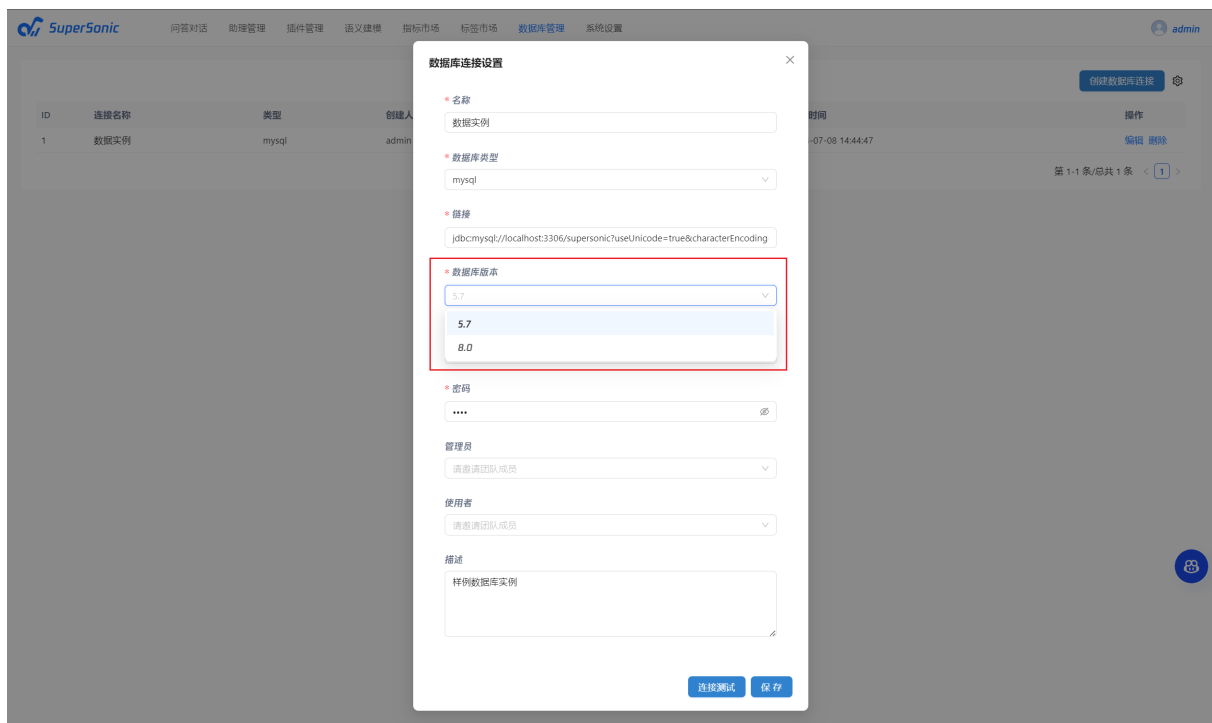 SuperSonic 问答对话 助理管理 插件管理 语义建模 指标市场 标签市场 数据库管理 系统设置 admin
数据库连接设置
创建数据库连接
ID 连接名称 类型 创建人 时间 操作
1 数据实例 mysql admin -07-08 14:44:47 编辑 删除
第 1-1 条/总共 1 条 < 1 >
* 名称
数据实例
* 数据库类型
mysql
* 链接
jdbc:mysql://localhost:3306/supersonic?useUnicode=true&characterEncoding
* 数据库版本
5.7
5.7
8.0
* 密码
••••
管理员
请邀请团队成员
使用者
请邀请团队成员
描述
样例数据库实例
连接测试 保 存